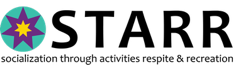 STARR
socialization through activities respite & recreation